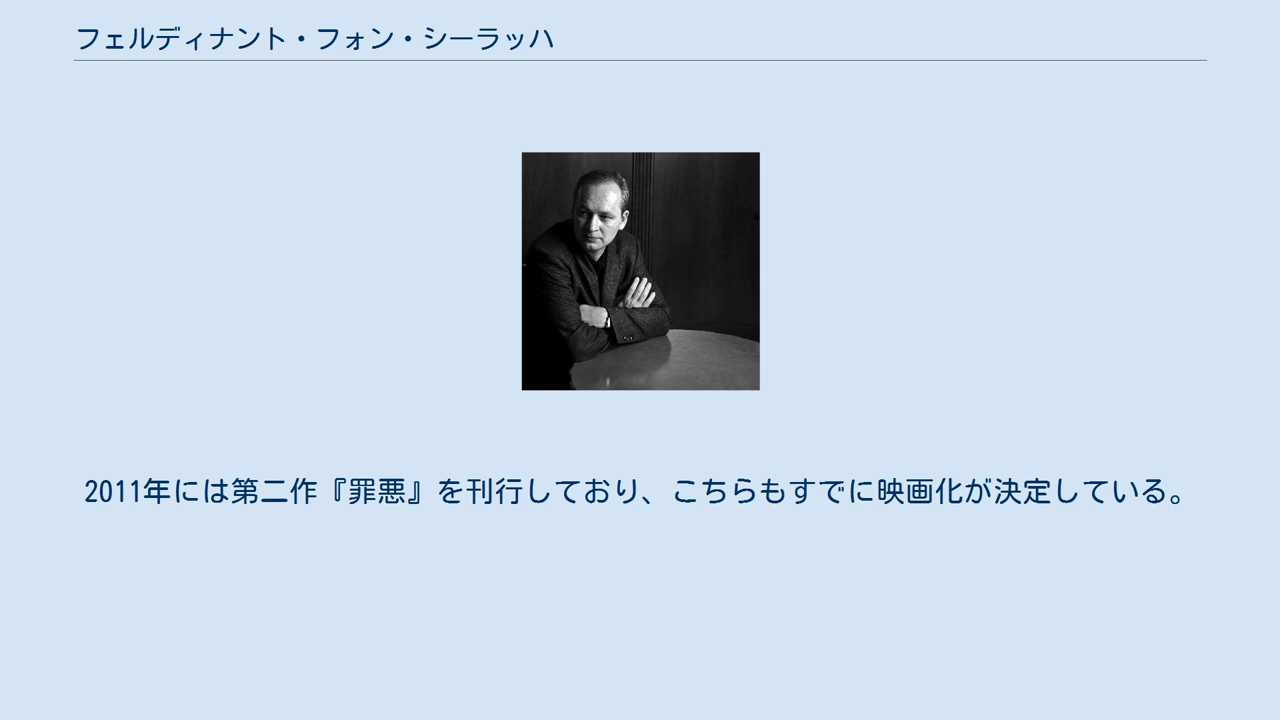 フェルディナント・フォン・シーラッハ
2011年には第二作『罪悪』を刊行しており、こちらもすでに映画化が決定している。